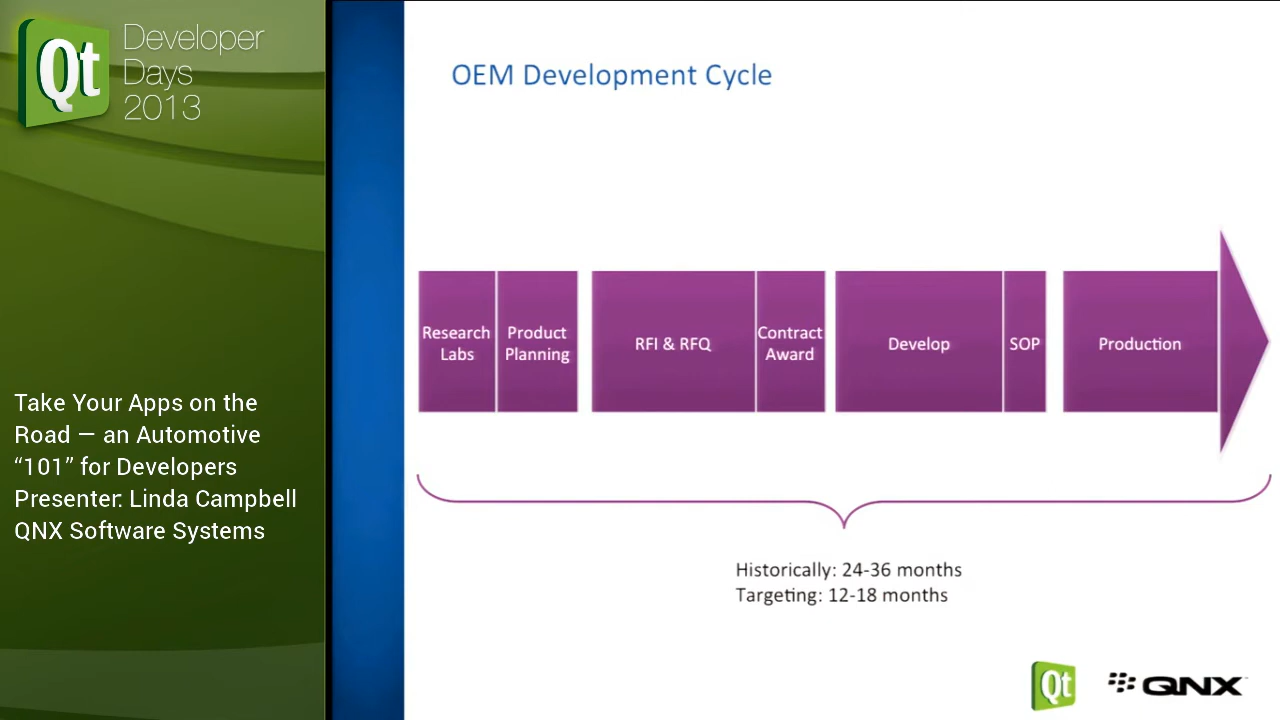 Qt
Developer
Days
2013
Take Your Apps on the
Road — an Automotive
“101” for Developers
Presenter: Linda Campbell
QNX Software Systems
OEM Development Cycle
Research
Labs
Product
Planning
RFI & RFQ
Contract
Award
Develop
SOP
Production
Historically: 24-36 months
Targeting: 12-18 months
Qt
QNX